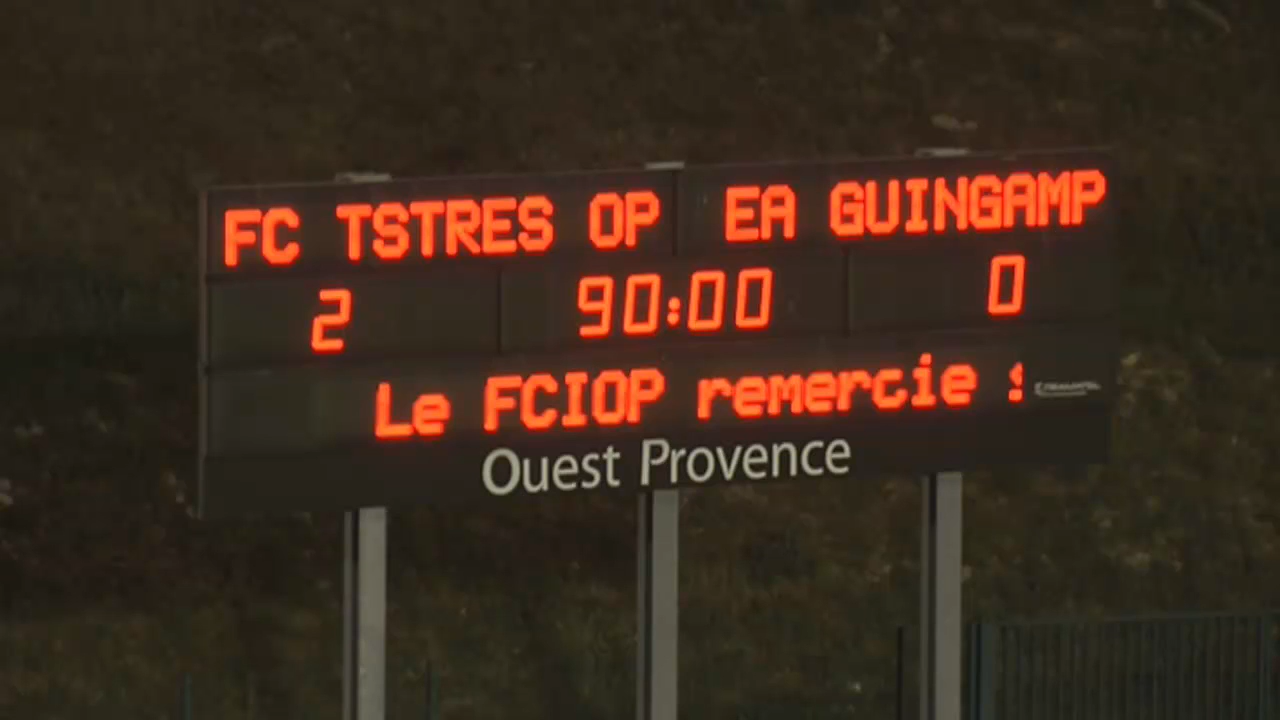 FC TSTRES OP EA GUINGAMP
2 90:00 0
Le FCIOP remercie
Ouest Provence